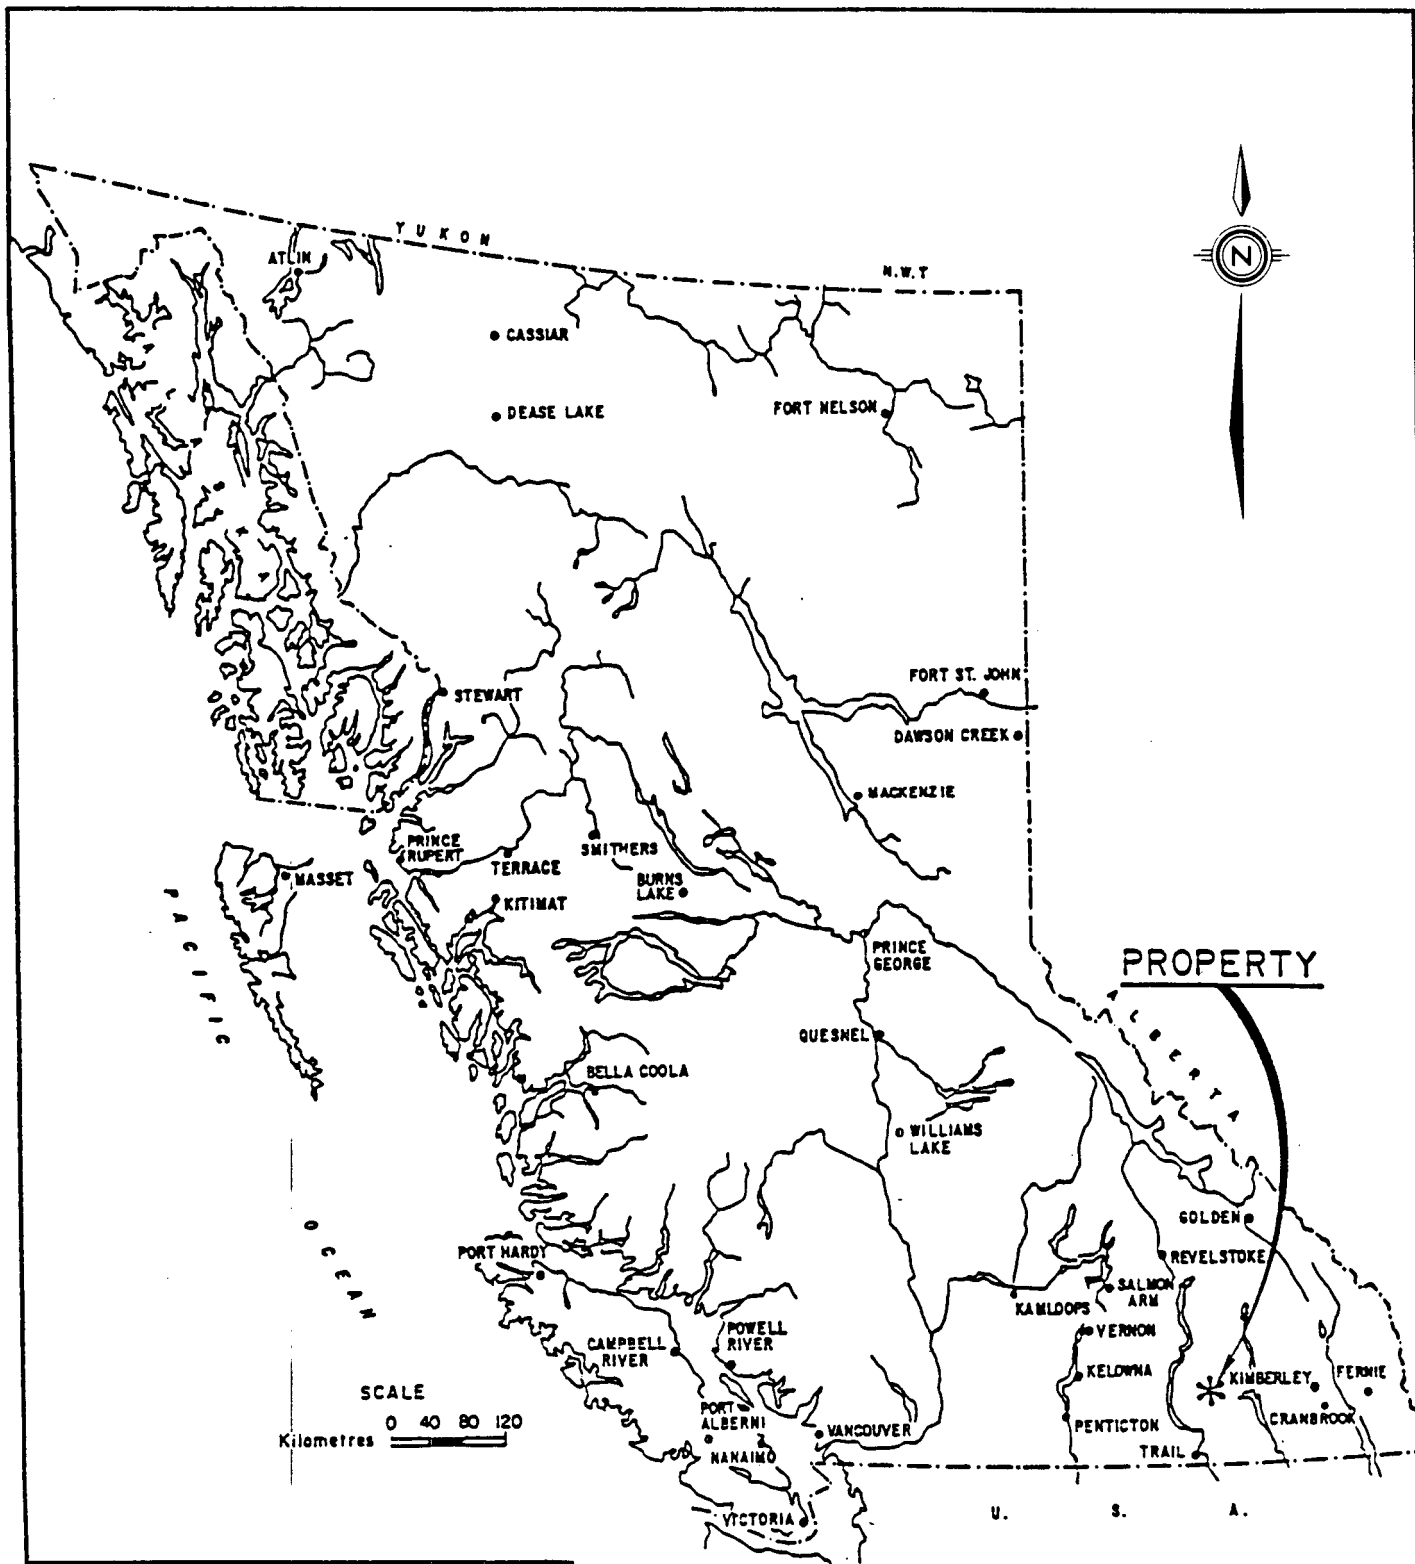 YUKON
N.W.T
ATLIN
N
CASSIAR
DEASE LAKE
FORT NELSON
ALASKA
FORT ST. JOHN
STEWART
DAWSON CREEK
MACKENZIE
PRINCE
RUPERT
TERRACE
SMITHERS
MASSET
BURNS
LAKE
KITIMAT
PACIFIC
PRINCE
GEORGE
PROPERTY
ALBERTA
QUESNEL
BELLA COOLA
WILLIAMS
LAKE
OCEAN
GOLDEN
PORT HARDY
REVELSTOKE
SALMON
ARM
KAMLOOPS
POWELL
RIVER
VERNON
CAMPBELL
RIVER
KELOWNA
KIMBERLEY
FERNIE
SCALE
0 40 80 120
Kilometres
PORT
ALBERNI
CRANBROOK
PENTICTON
VANCOUVER
NANAIMO
TRAIL
VICTORIA
U. S. A.